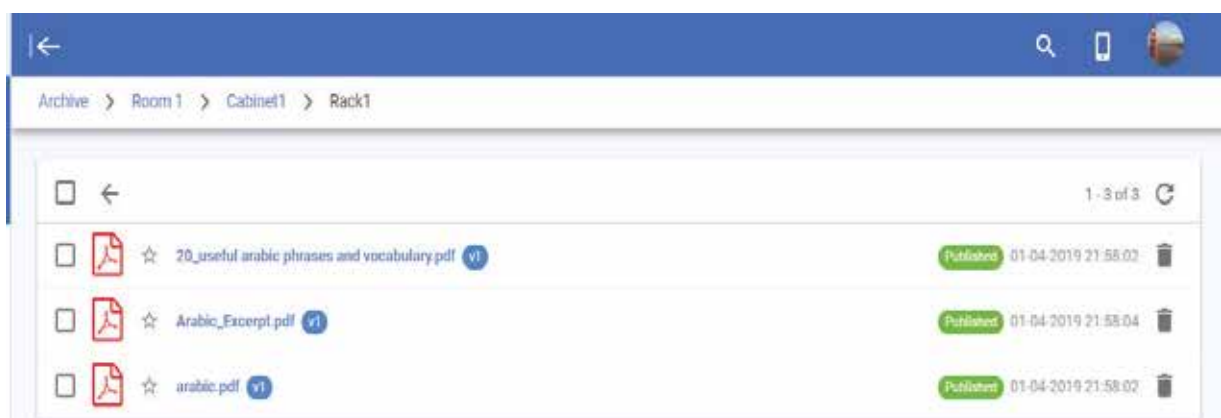 Archive > Room 1 > Cabinet1 > Rack1
1 - 3 of 3
20_useful arabic phrases and vocabulary.pdf v1 Published 01-04-2019 21:58:02
Arabic_Excerpt.pdf v1 Published 01-04-2019 21:58:04
arabic.pdf v1 Published 01-04-2019 21:58:02